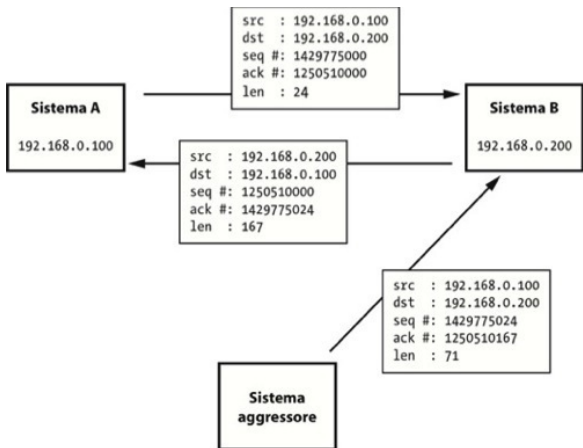 src : 192.168.0.100
dst : 192.168.0.200
seq #: 1429775000
ack #: 1250510000
len : 24
Sistema A
192.168.0.100
Sistema B
192.168.0.200
src : 192.168.0.200
dst : 192.168.0.100
seq #: 1250510000
ack #: 1429775024
len : 167
src : 192.168.0.100
dst : 192.168.0.200
seq #: 1429775024
ack #: 1250510167
len : 71
Sistema
aggressore